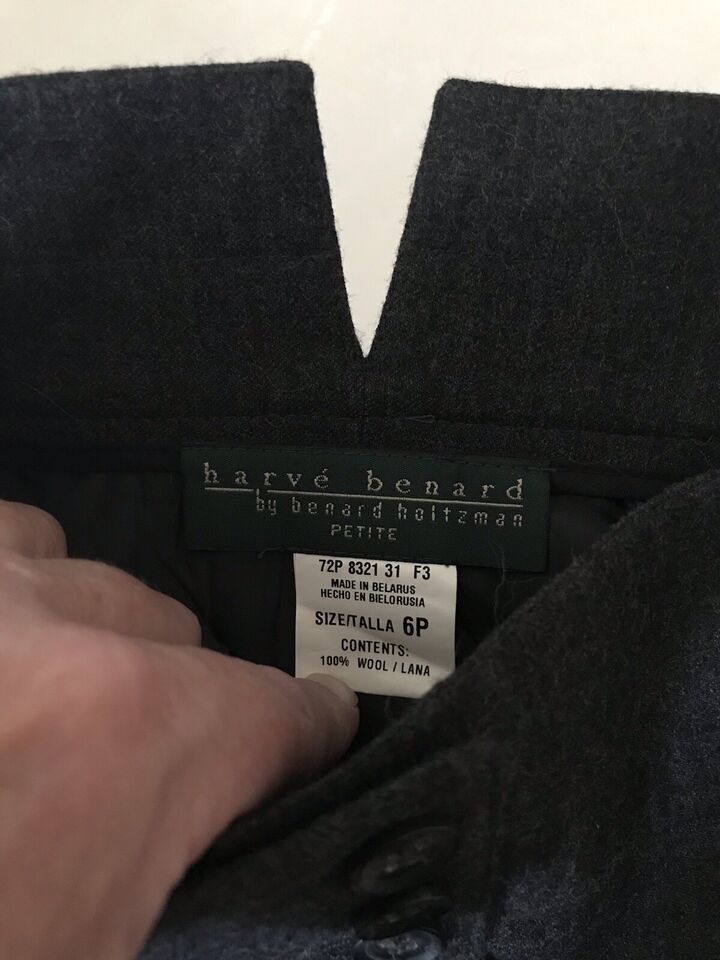 harvé benard
by benard holtzman
PETITE
72P 8321 31 F3
MADE IN BELARUS
HECHO EN BIELORUSIA
SIZE/TALLA 6P
CONTENTS:
100% WOOL / LANA